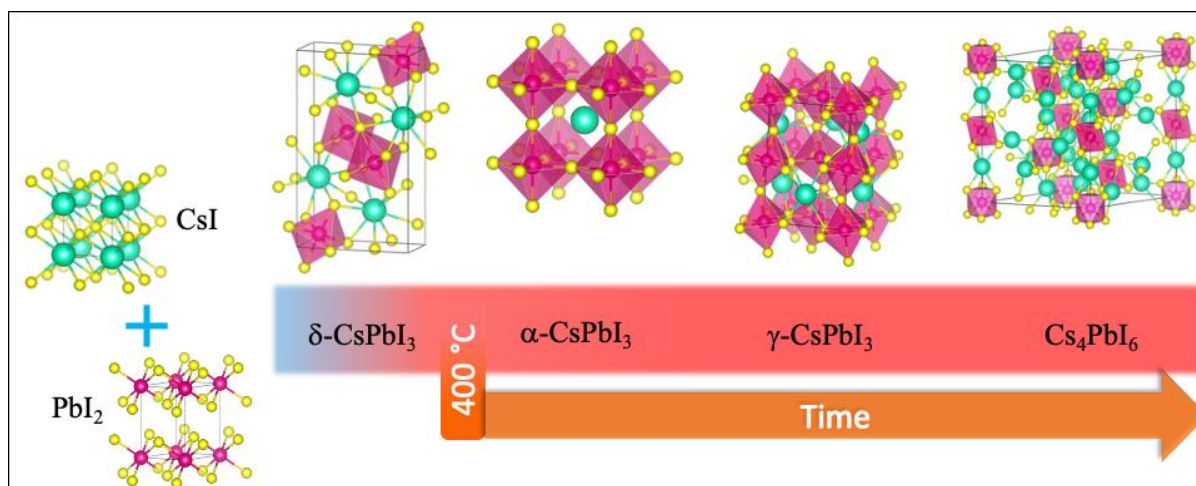 CsI
+
PbI₂
δ-CsPbI₃
α-CsPbI₃
γ-CsPbI₃
Cs₄PbI₆
400 °C
Time